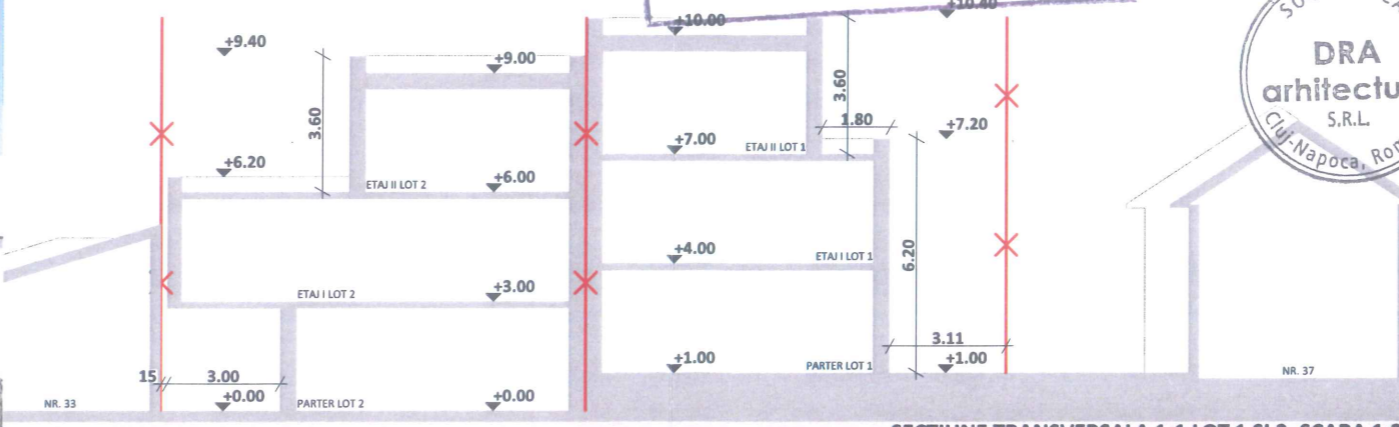 +10.40
+10.00
+9.40
+9.00
3.60
3.60
1.80
+7.20
+7.00
ETAJ II LOT 1
+6.20
+6.00
ETAJ II LOT 2
+4.00
ETAJ I LOT 1
6.20
+3.00
ETAJ I LOT 2
3.11
+1.00
+1.00
PARTER LOT 1
NR. 37
15
3.00
+0.00
+0.00
NR. 33
PARTER LOT 2
DRA
arhitectu
S.R.L.
Cluj-Napoca, Rom